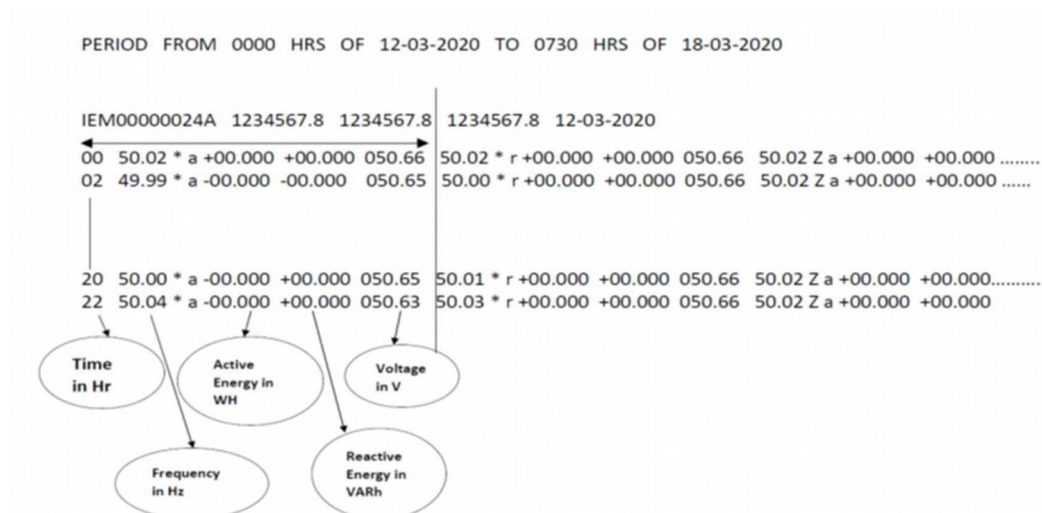 PERIOD FROM 0000 HRS OF 12-03-2020 TO 0730 HRS OF 18-03-2020
IEM00000024A 1234567.8 1234567.8 1234567.8 12-03-2020
00 50.02 * a +00.000 +00.000 050.66 50.02 * r +00.000 +00.000 050.66 50.02 Z a +00.000 +00.000 ........
02 49.99 * a -00.000 -00.000 050.65 50.00 * r +00.000 +00.000 050.66 50.02 Z a +00.000 +00.000 ......
20 50.00 * a -00.000 +00.000 050.65 50.01 * r +00.000 +00.000 050.66 50.02 Z a +00.000 +00.000..........
22 50.04 * a -00.000 +00.000 050.63 50.03 * r +00.000 +00.000 050.66 50.02 Z a +00.000 +00.000
Time
in Hr
Active
Energy in
WH
Voltage
in V
Frequency
in Hz
Reactive
Energy in
VARh